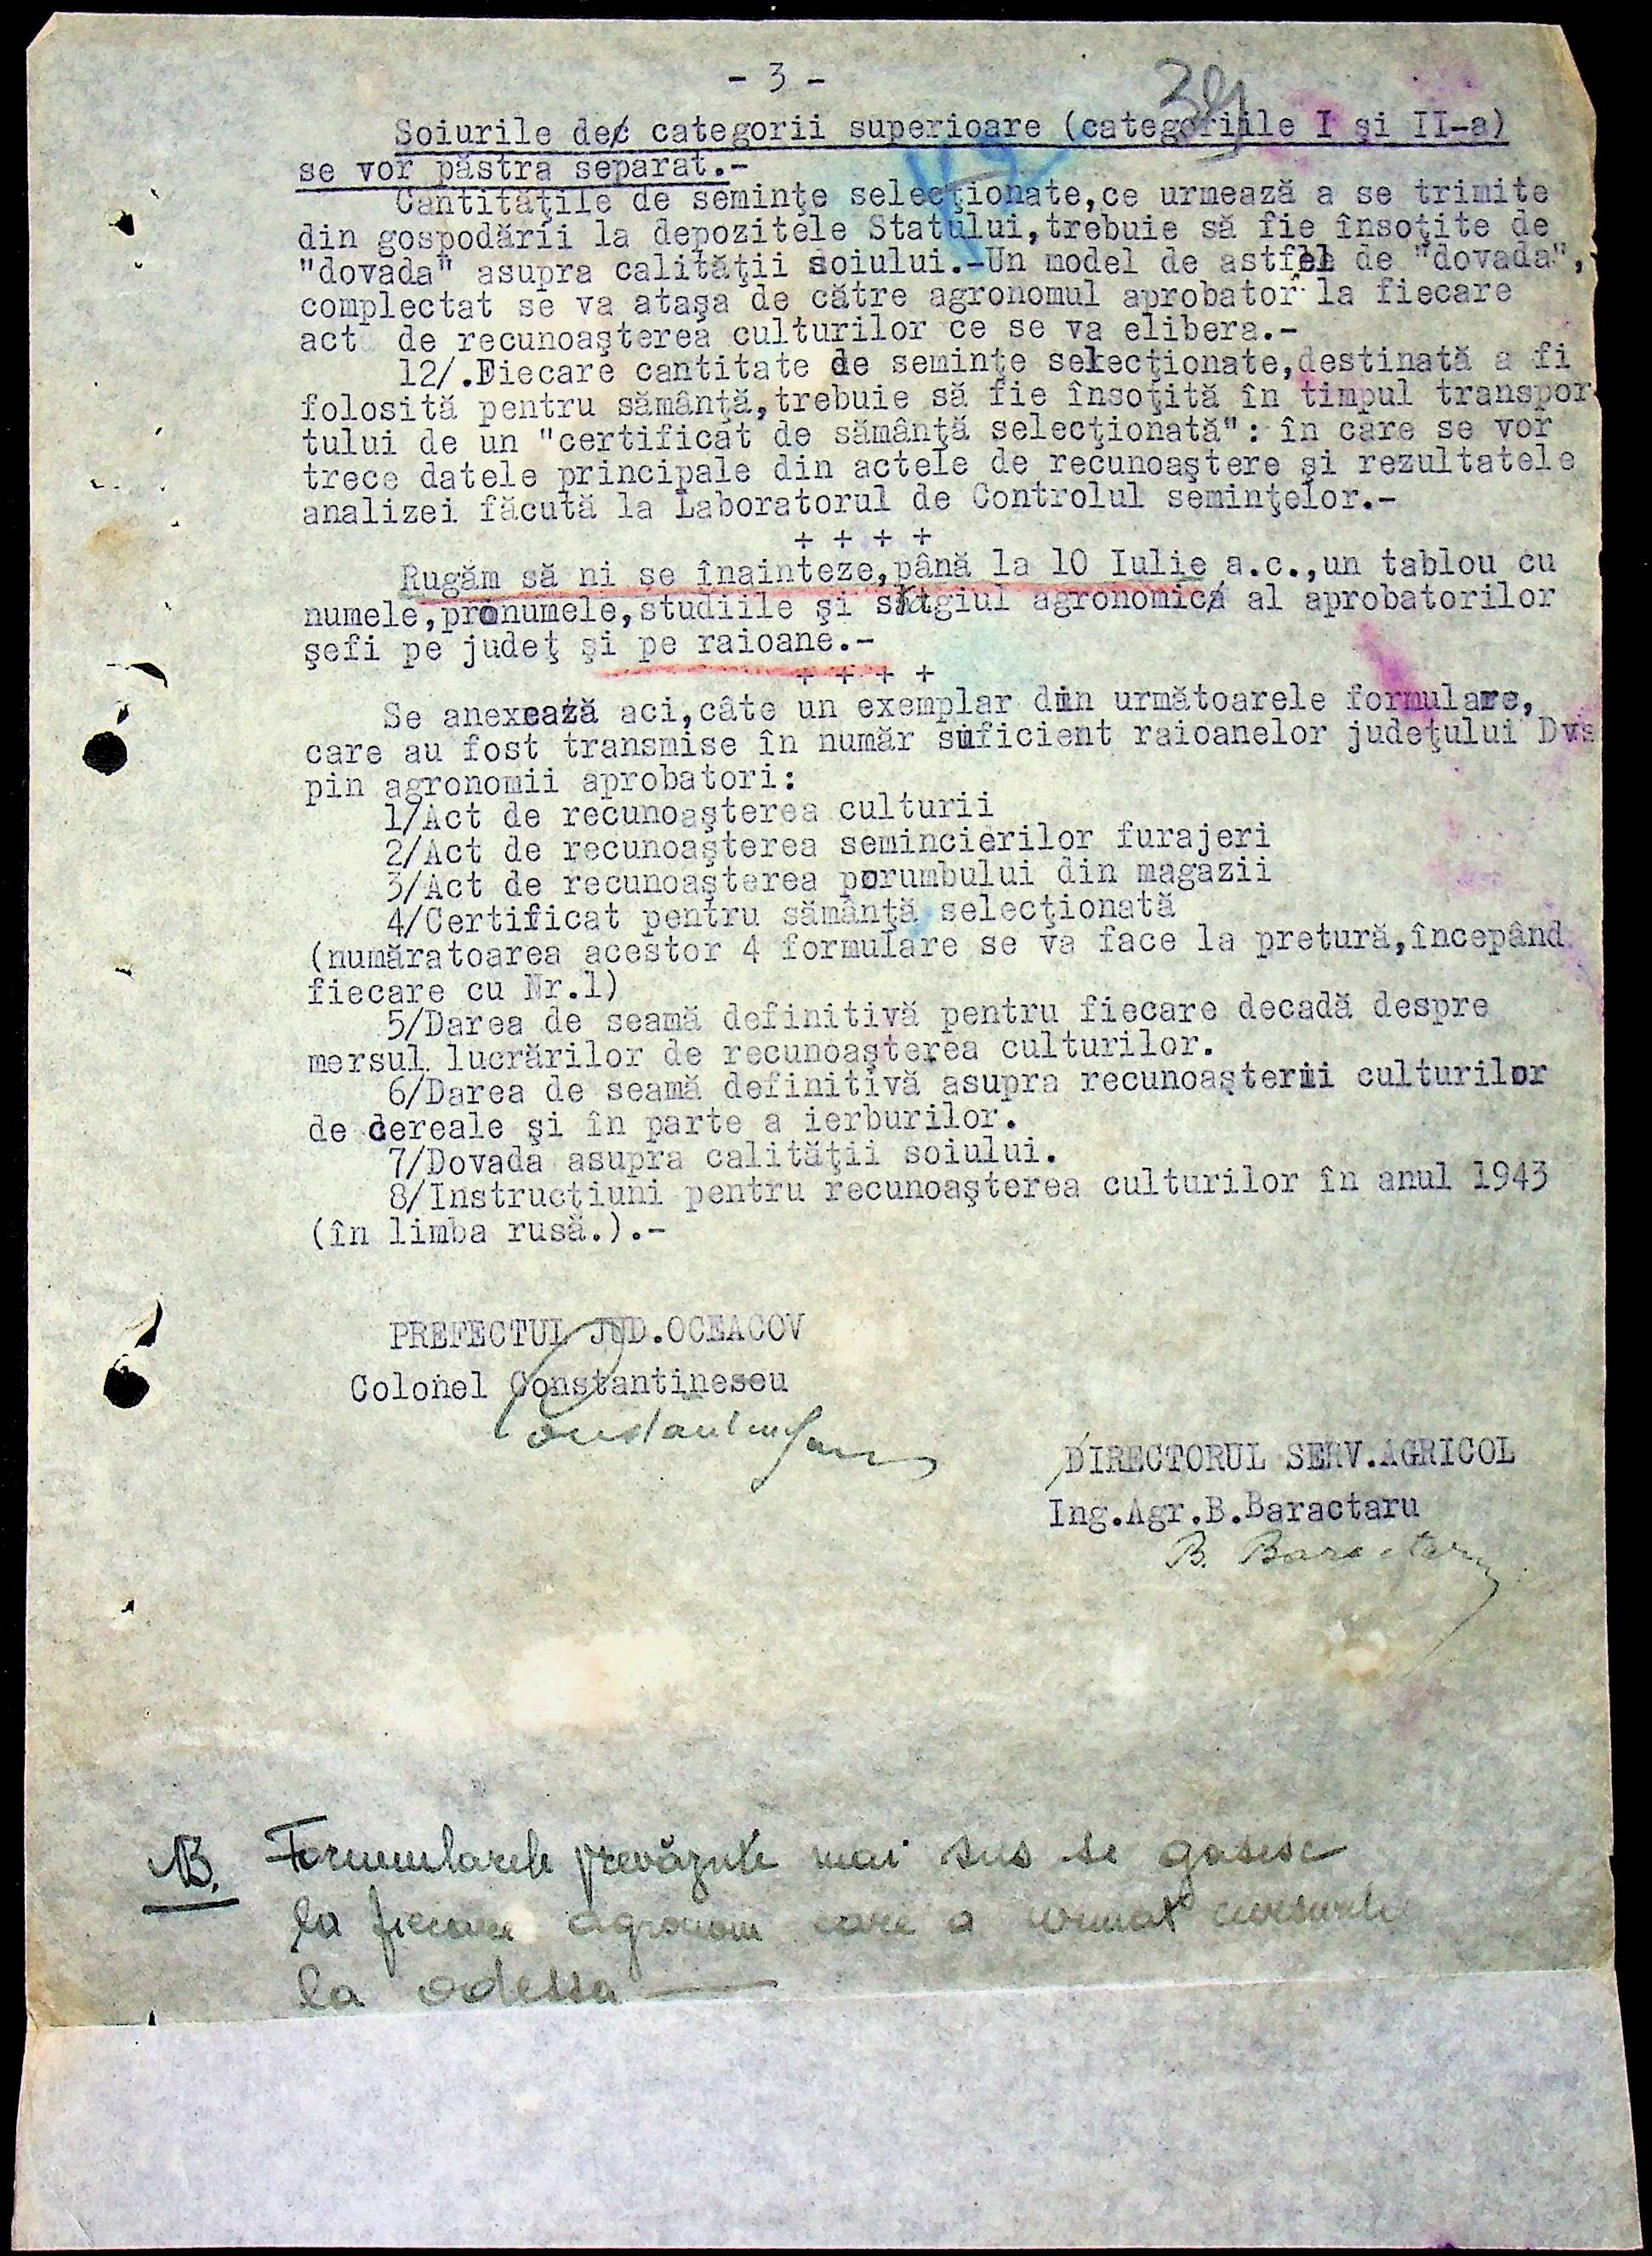 - 3 -
39
Soiurile de categorii superioare (categoriile I şi II-a)
se vor păstra separat.-
Cantităţile de seminţe selecţionate,ce urmează a se trimite
din gospodării la depozitele Statului,trebuie să fie însoţite de
"dovada" asupra calităţii soiului.-Un model de astfel de "dovada",
complectat se va ataşa de către agronomul aprobator la fiecare
act de recunoaşterea culturilor ce se va elibera.-
12/.Fiecare cantitate de seminţe selecţionate,destinată a fi
folosită pentru sămânţă,trebuie să fie însoţită în timpul transpor
tului de un "certificat de sămânţă selecţionată": în care se vor
trece datele principale din actele de recunoaştere şi rezultatele
analizei făcută la Laboratorul de Controlul seminţelor.-
+ + + +
Rugăm să ni se înainteze,până la 10 Iulie a.c.,un tablou cu
numele,pronumele,studiile şi stagiul agronomic al aprobatorilor
şefi pe judeţ şi pe raioane.-
+ + + +
Se anexează aci,câte un exemplar din următoarele formulare,
care au fost transmise în număr suficient raioanelor judeţului Dvs
pin agronomii aprobatori:
1/Act de recunoaşterea culturii
2/Act de recunoaşterea semincierilor furajeri
3/Act de recunoaşterea porumbului din magazii
4/Certificat pentru sămânţă selecţionată
(număratoarea acestor 4 formulare se va face la pretură,începând
fiecare cu Nr.1)
5/Darea de seamă definitivă pentru fiecare decadă despre
mersul lucrărilor de recunoaşterea culturilor.
6/Darea de seamă definitivă asupra recunoaşterii culturilor
de cereale şi în parte a ierburilor.
7/Dovada asupra calităţii soiului.
8/Instrucţiuni pentru recunoaşterea culturilor în anul 1943
(în limba rusă.).-
PREFECTUL JUD.OCEACOV
Colonel Constantinescu
Constantinescu
DIRECTORUL SERV.AGRICOL
Ing.Agr.B.Baractaru
B. Baractaru
NB. Formularele prevăzute mai sus se gasesc
la fiecare agronom care a urmat cursurile
la Odessa —